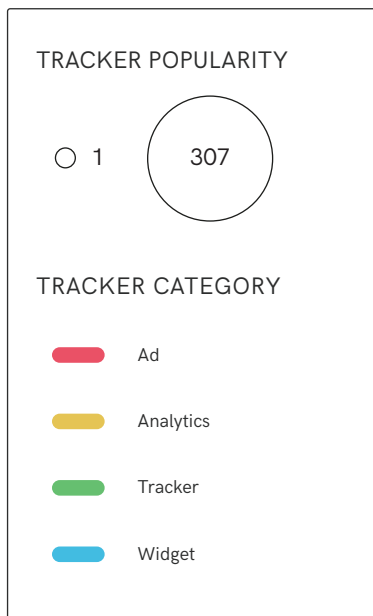 TRACKER POPULARITY
1
307
TRACKER CATEGORY
Ad
Analytics
Tracker
Widget